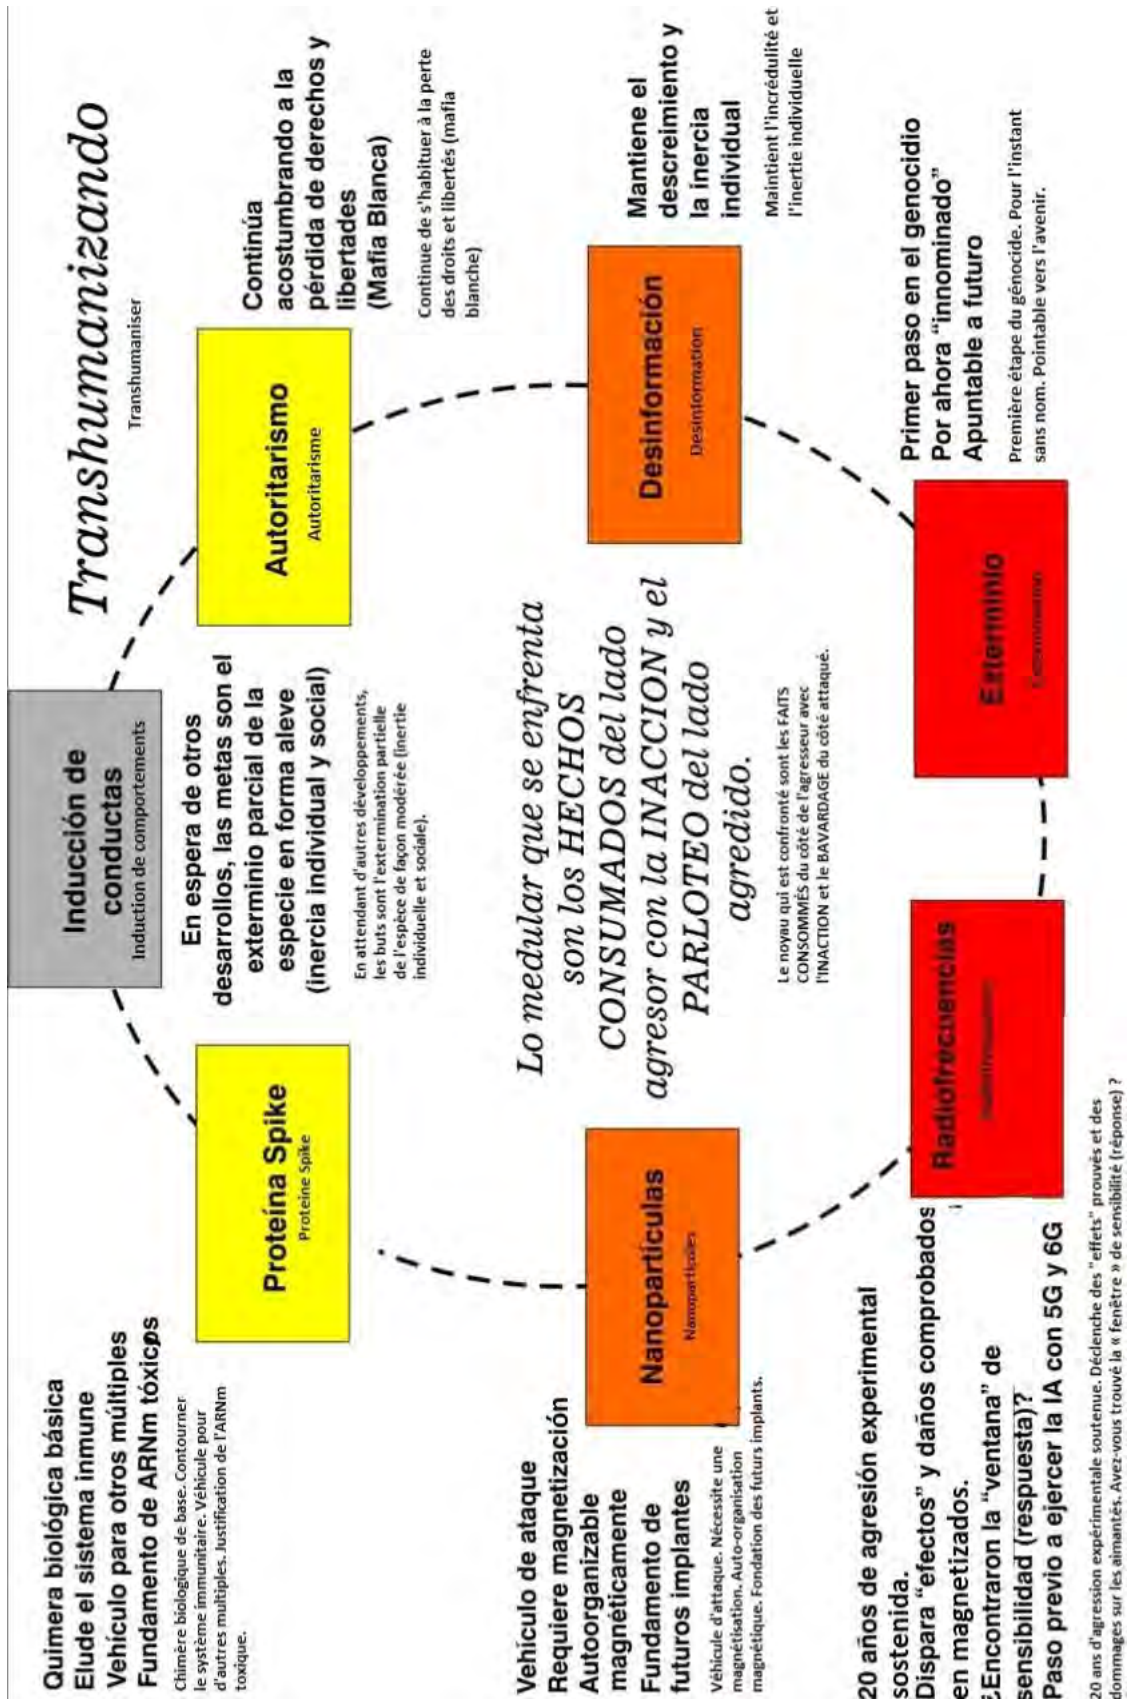 Transhumanizando
Transhumaniser
Inducción de
conductas
Induction de comportements
Quimera biológica básica
Elude el sistema inmune
Vehículo para otros múltiples
Fundamento de ARNm tóxicos
Chimère biologique de base. Contourner
le système immunitaire. Véhicule pour
d'autres multiples. Justification de l'ARNm
toxique.
Proteína Spike
Proteine Spike
En espera de otros
desarrollos, las metas son el
exterminio parcial de la
especie en forma aleve
(inercia individual y social)
En attendant d'autres développements,
les buts sont l'extermination partielle
de l'espèce de façon modérée (inertie
individuelle et sociale).
Autoritarismo
Autoritarisme
Continúa
acostumbrando a la
pérdida de derechos y
libertades
(Mafia Blanca)
Continue de s'habituer à la perte
des droits et libertés (mafia
blanche)
Vehículo de ataque
Requiere magnetización
Autoorganizable
magnéticamente
Fundamento de
futuros implantes
Véhicule d'attaque. Nécessite une
magnétisation. Auto-organisation
magnétique. Fondation des futurs implants.
Nanopartículas
Nanoparticules
Lo medular que se enfrenta
son los HECHOS
CONSUMADOS del lado
agresor con la INACCION y el
PARLOTEO del lado
agredido.
Le noyau qui est confronté sont les FAITS
CONSOMMÉS du côté de l'agresseur avec
l'INACTION et le BAVARDAGE du côté attaqué.
Desinformación
Desinformation
Mantiene el
descreimiento y
la inercia
individual
Maintient l'incrédulité et
l'inertie individuelle
20 años de agresión experimental
sostenida.
Dispara "efectos" y daños comprobados
en magnetizados.
¿Encontraron la "ventana" de
sensibilidad (respuesta)?
Paso previo a ejercer la IA con 5G y 6G
20 ans d'agression expérimentale soutenue. Déclenche des "effets" prouvés et des
dommages sur les aimantés. Avez-vous trouvé la « fenêtre » de sensibilité (réponse) ?
Radiofrecuencias
Exterminio
Extermination
Primer paso en el genocidio
Por ahora "innominado"
Apuntable a futuro
Première étape du génocide. Pour l'instant
sans nom. Pointable vers l'avenir.